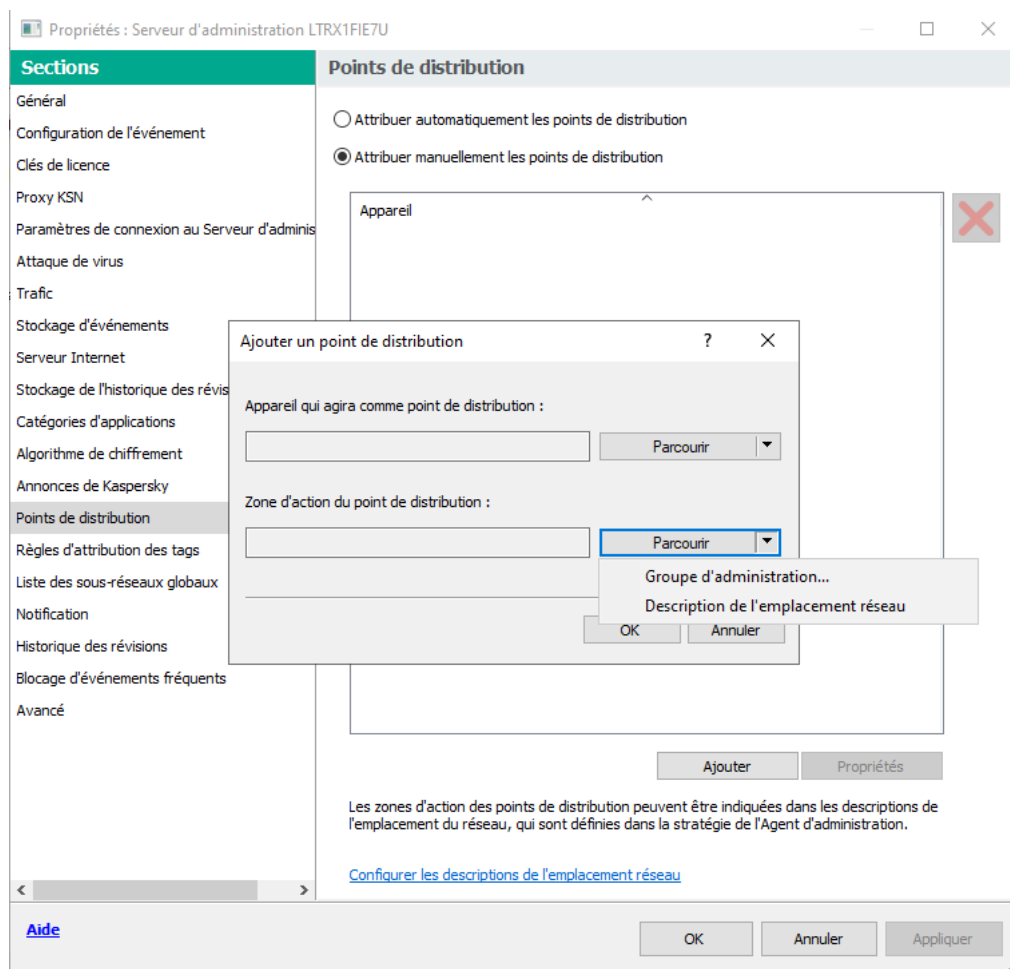 Propriétés : Serveur d'administration LTRX1FIE7U
Sections
Général
Configuration de l'événement
Clés de licence
Proxy KSN
Paramètres de connexion au Serveur d'adminis
Attaque de virus
Trafic
Stockage d'événements
Serveur Internet
Stockage de l'historique des révis
Catégories d'applications
Algorithme de chiffrement
Annonces de Kaspersky
Points de distribution
Règles d'attribution des tags
Liste des sous-réseaux globaux
Notification
Historique des révisions
Blocage d'événements fréquents
Avancé
Points de distribution
Attribuer automatiquement les points de distribution
Attribuer manuellement les points de distribution
Appareil
Ajouter un point de distribution
?
Appareil qui agira comme point de distribution :
Parcourir
Zone d'action du point de distribution :
Parcourir
Groupe d'administration...
Description de l'emplacement réseau
OK
Annuler
Ajouter
Propriétés
Les zones d'action des points de distribution peuvent être indiquées dans les descriptions de
l'emplacement du réseau, qui sont définies dans la stratégie de l'Agent d'administration.
Configurer les descriptions de l'emplacement réseau
Aide
OK
Annuler
Appliquer